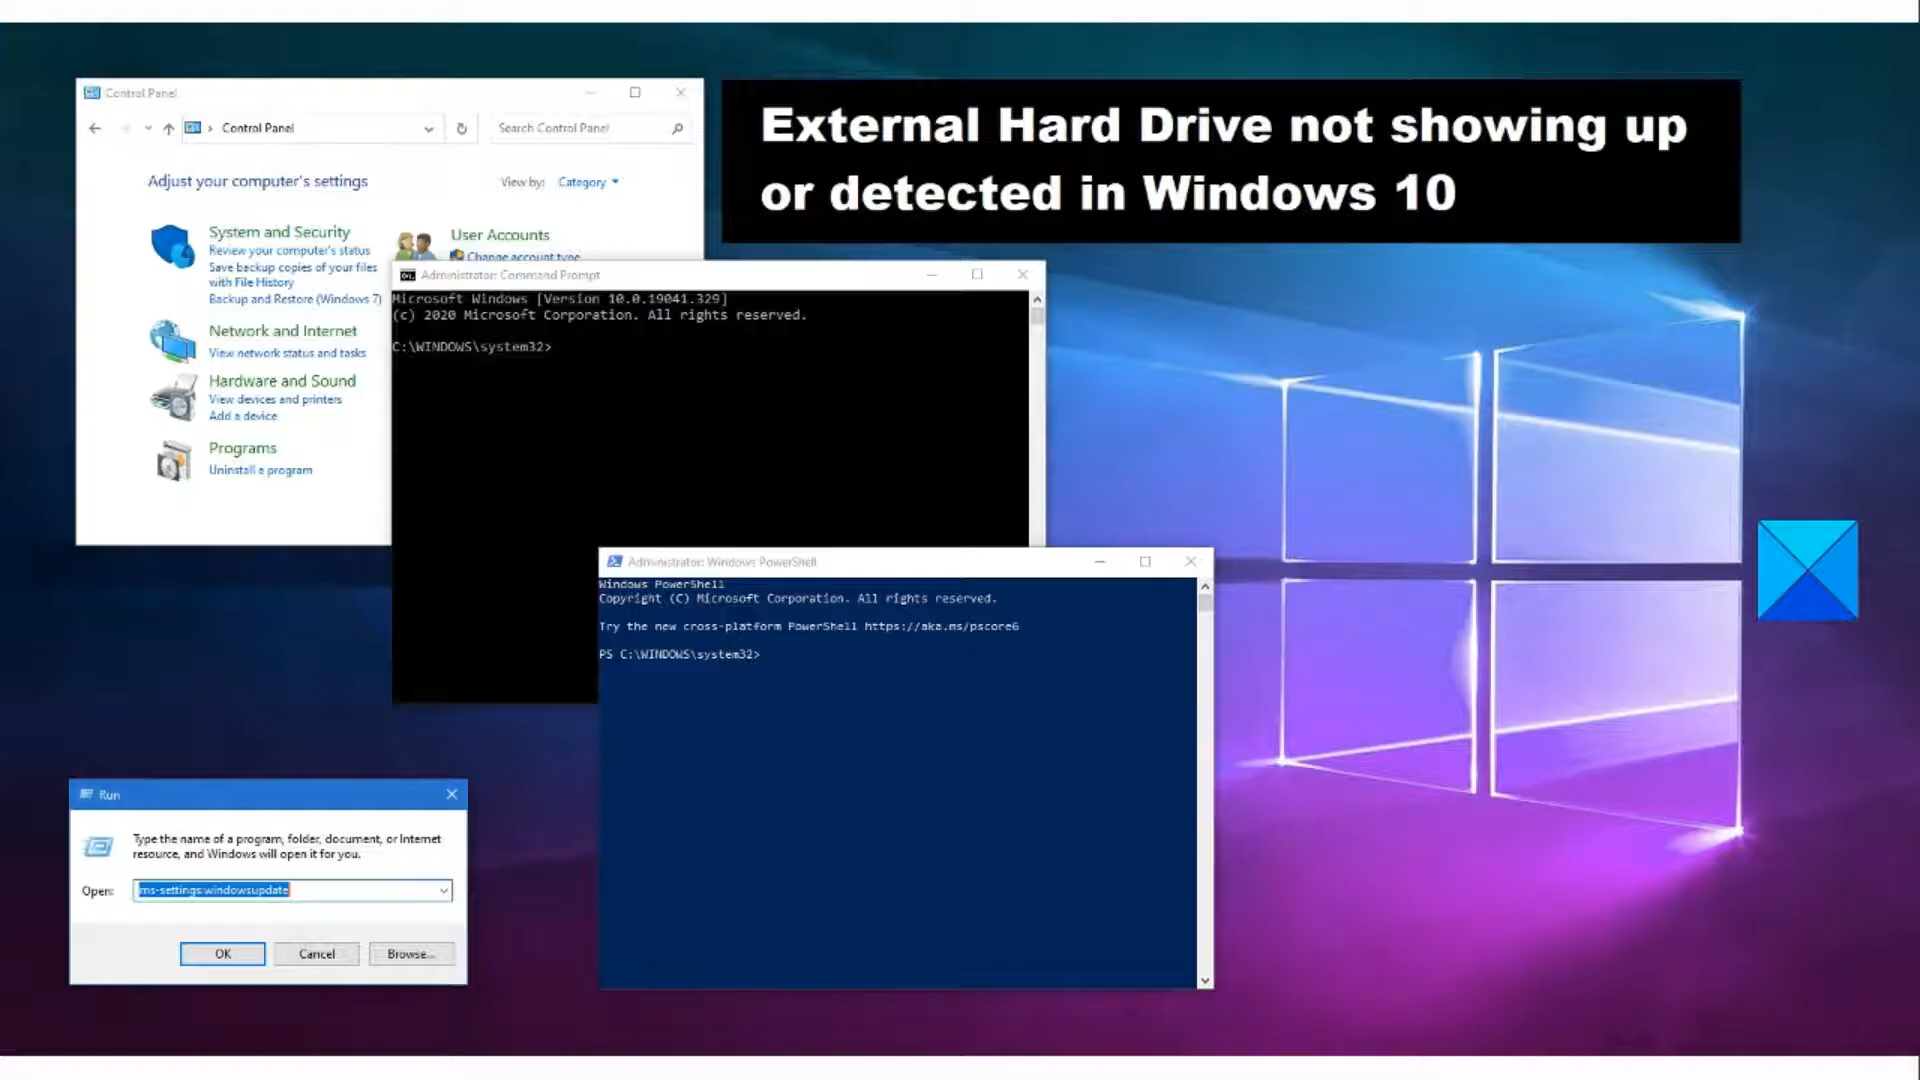 Control Panel
Control Panel
Search Control Panel
Adjust your computer's settings
View by: Category
System and Security
Review your computer's status
Save backup copies of your files
with File History
Backup and Restore (Windows 7)
Network and Internet
View network status and tasks
Hardware and Sound
View devices and printers
Add a device
Programs
Uninstall a program
User Accounts
Change account type
External Hard Drive not showing up
or detected in Windows 10
Administrator: Command Prompt
Microsoft Windows [Version 10.0.19041.329]
(c) 2020 Microsoft Corporation. All rights reserved.
C:\WINDOWS\system32>
Administrator: Windows PowerShell
Windows PowerShell
Copyright (C) Microsoft Corporation. All rights reserved.
Try the new cross-platform PowerShell https://aka.ms/pscore6
PS C:\WINDOWS\system32>
Run
Type the name of a program, folder, document, or Internet
resource, and Windows will open it for you.
Open: ms-settings:windowsupdate
OK Cancel Browse...